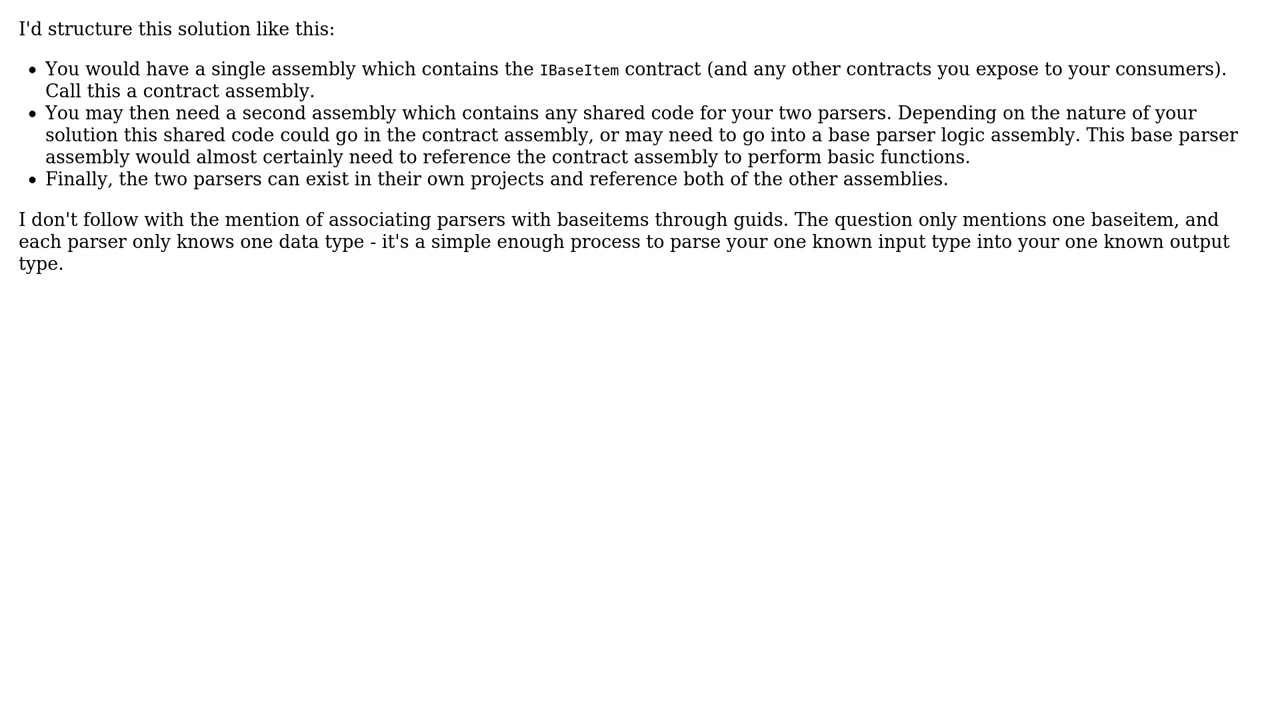 I'd structure this solution like this:
• You would have a single assembly which contains the IBaseItem contract (and any other contracts you expose to your consumers).
Call this a contract assembly.
• You may then need a second assembly which contains any shared code for your two parsers. Depending on the nature of your
solution this shared code could go in the contract assembly, or may need to go into a base parser logic assembly. This base parser
assembly would almost certainly need to reference the contract assembly to perform basic functions.
• Finally, the two parsers can exist in their own projects and reference both of the other assemblies.
I don't follow with the mention of associating parsers with baseitems through guids. The question only mentions one baseitem, and
each parser only knows one data type - it's a simple enough process to parse your one known input type into your one known output
type.